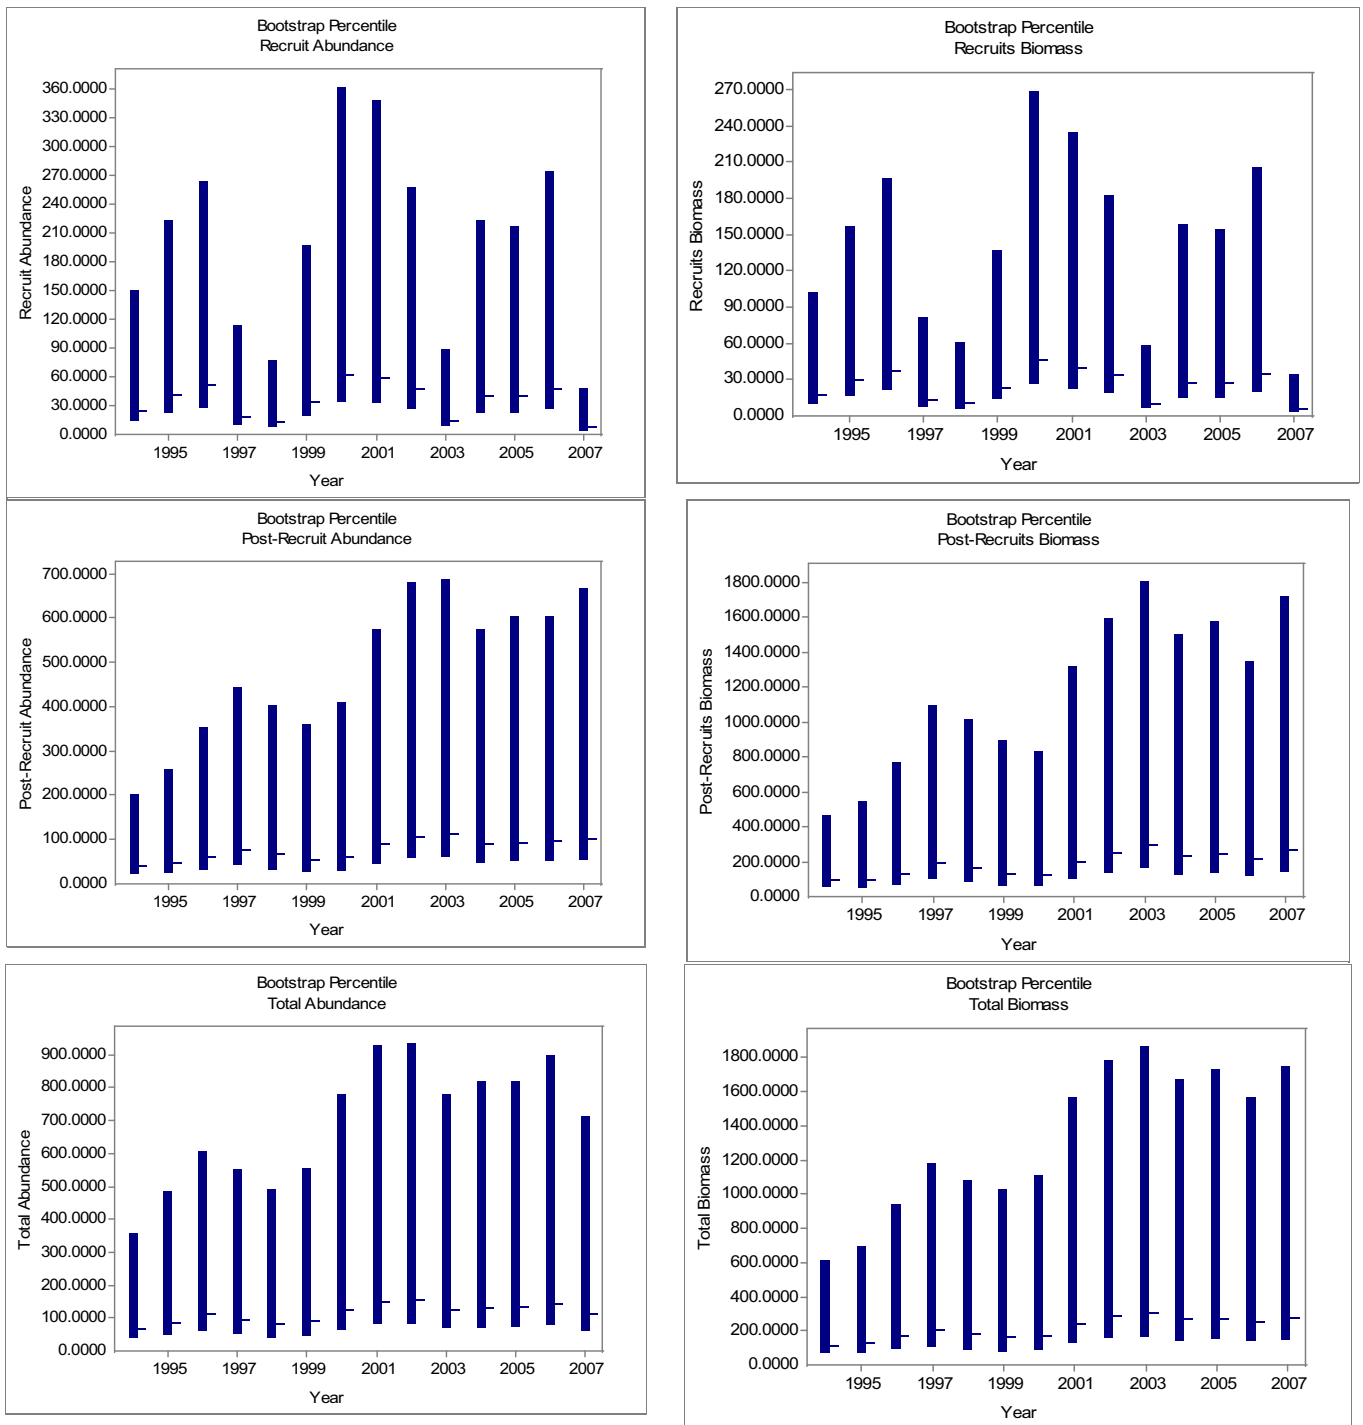 Bootstrap Percentile
Recruit Abundance
360.0000
330.0000
300.0000
270.0000
240.0000
210.0000
180.0000
150.0000
120.0000
90.0000
60.0000
30.0000
0.0000
Recruit Abundance
1995 1997 1999 2001 2003 2005 2007
Year
Bootstrap Percentile
Recruits Biomass
270.0000
240.0000
210.0000
180.0000
150.0000
120.0000
90.0000
60.0000
30.0000
0.0000
Recruits Biomass
1995 1997 1999 2001 2003 2005 2007
Year
Bootstrap Percentile
Post-Recruit Abundance
700.0000
600.0000
500.0000
400.0000
300.0000
200.0000
100.0000
0.0000
Post-Recruit Abundance
1995 1997 1999 2001 2003 2005 2007
Year
Bootstrap Percentile
Post-Recruits Biomass
1800.0000
1600.0000
1400.0000
1200.0000
1000.0000
800.0000
600.0000
400.0000
200.0000
0.0000
Post-Recruits Biomass
1995 1997 1999 2001 2003 2005 2007
Year
Bootstrap Percentile
Total Abundance
900.0000
800.0000
700.0000
600.0000
500.0000
400.0000
300.0000
200.0000
100.0000
0.0000
Total Abundance
1995 1997 1999 2001 2003 2005 2007
Year
Bootstrap Percentile
Total Biomass
1800.0000
1600.0000
1400.0000
1200.0000
1000.0000
800.0000
600.0000
400.0000
200.0000
0.0000
Total Biomass
1995 1997 1999 2001 2003 2005 2007
Year